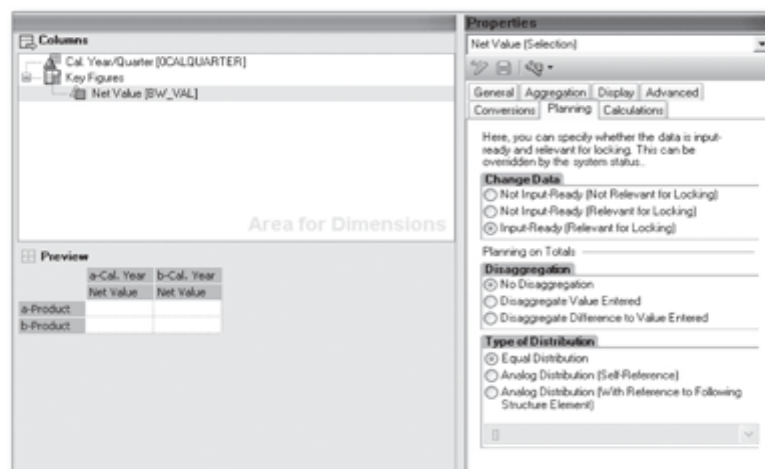 Columns
Cal. Year/Quarter [0CALQUARTER]
Key Figures
Net Value [BW_VAL]
Area for Dimensions
Preview
a-Cal. Year b-Cal. Year
Net Value Net Value
a-Product
b-Product
Properties
Net Value (Selection)
General Aggregation Display Advanced
Conversions Planning Calculations
Here, you can specify whether the data is input-
ready and relevant for locking. This can be
overridden by the system status..
Change Data
Not Input-Ready (Not Relevant for Locking)
Not Input-Ready (Relevant for Locking)
Input-Ready (Relevant for Locking)
Planning on Totals
Disaggregation
No Disaggregation
Disaggregate Value Entered
Disaggregate Difference to Value Entered
Type of Distribution
Equal Distribution
Analog Distribution (Self-Reference)
Analog Distribution (With Reference to Following
Structure Element)
[]